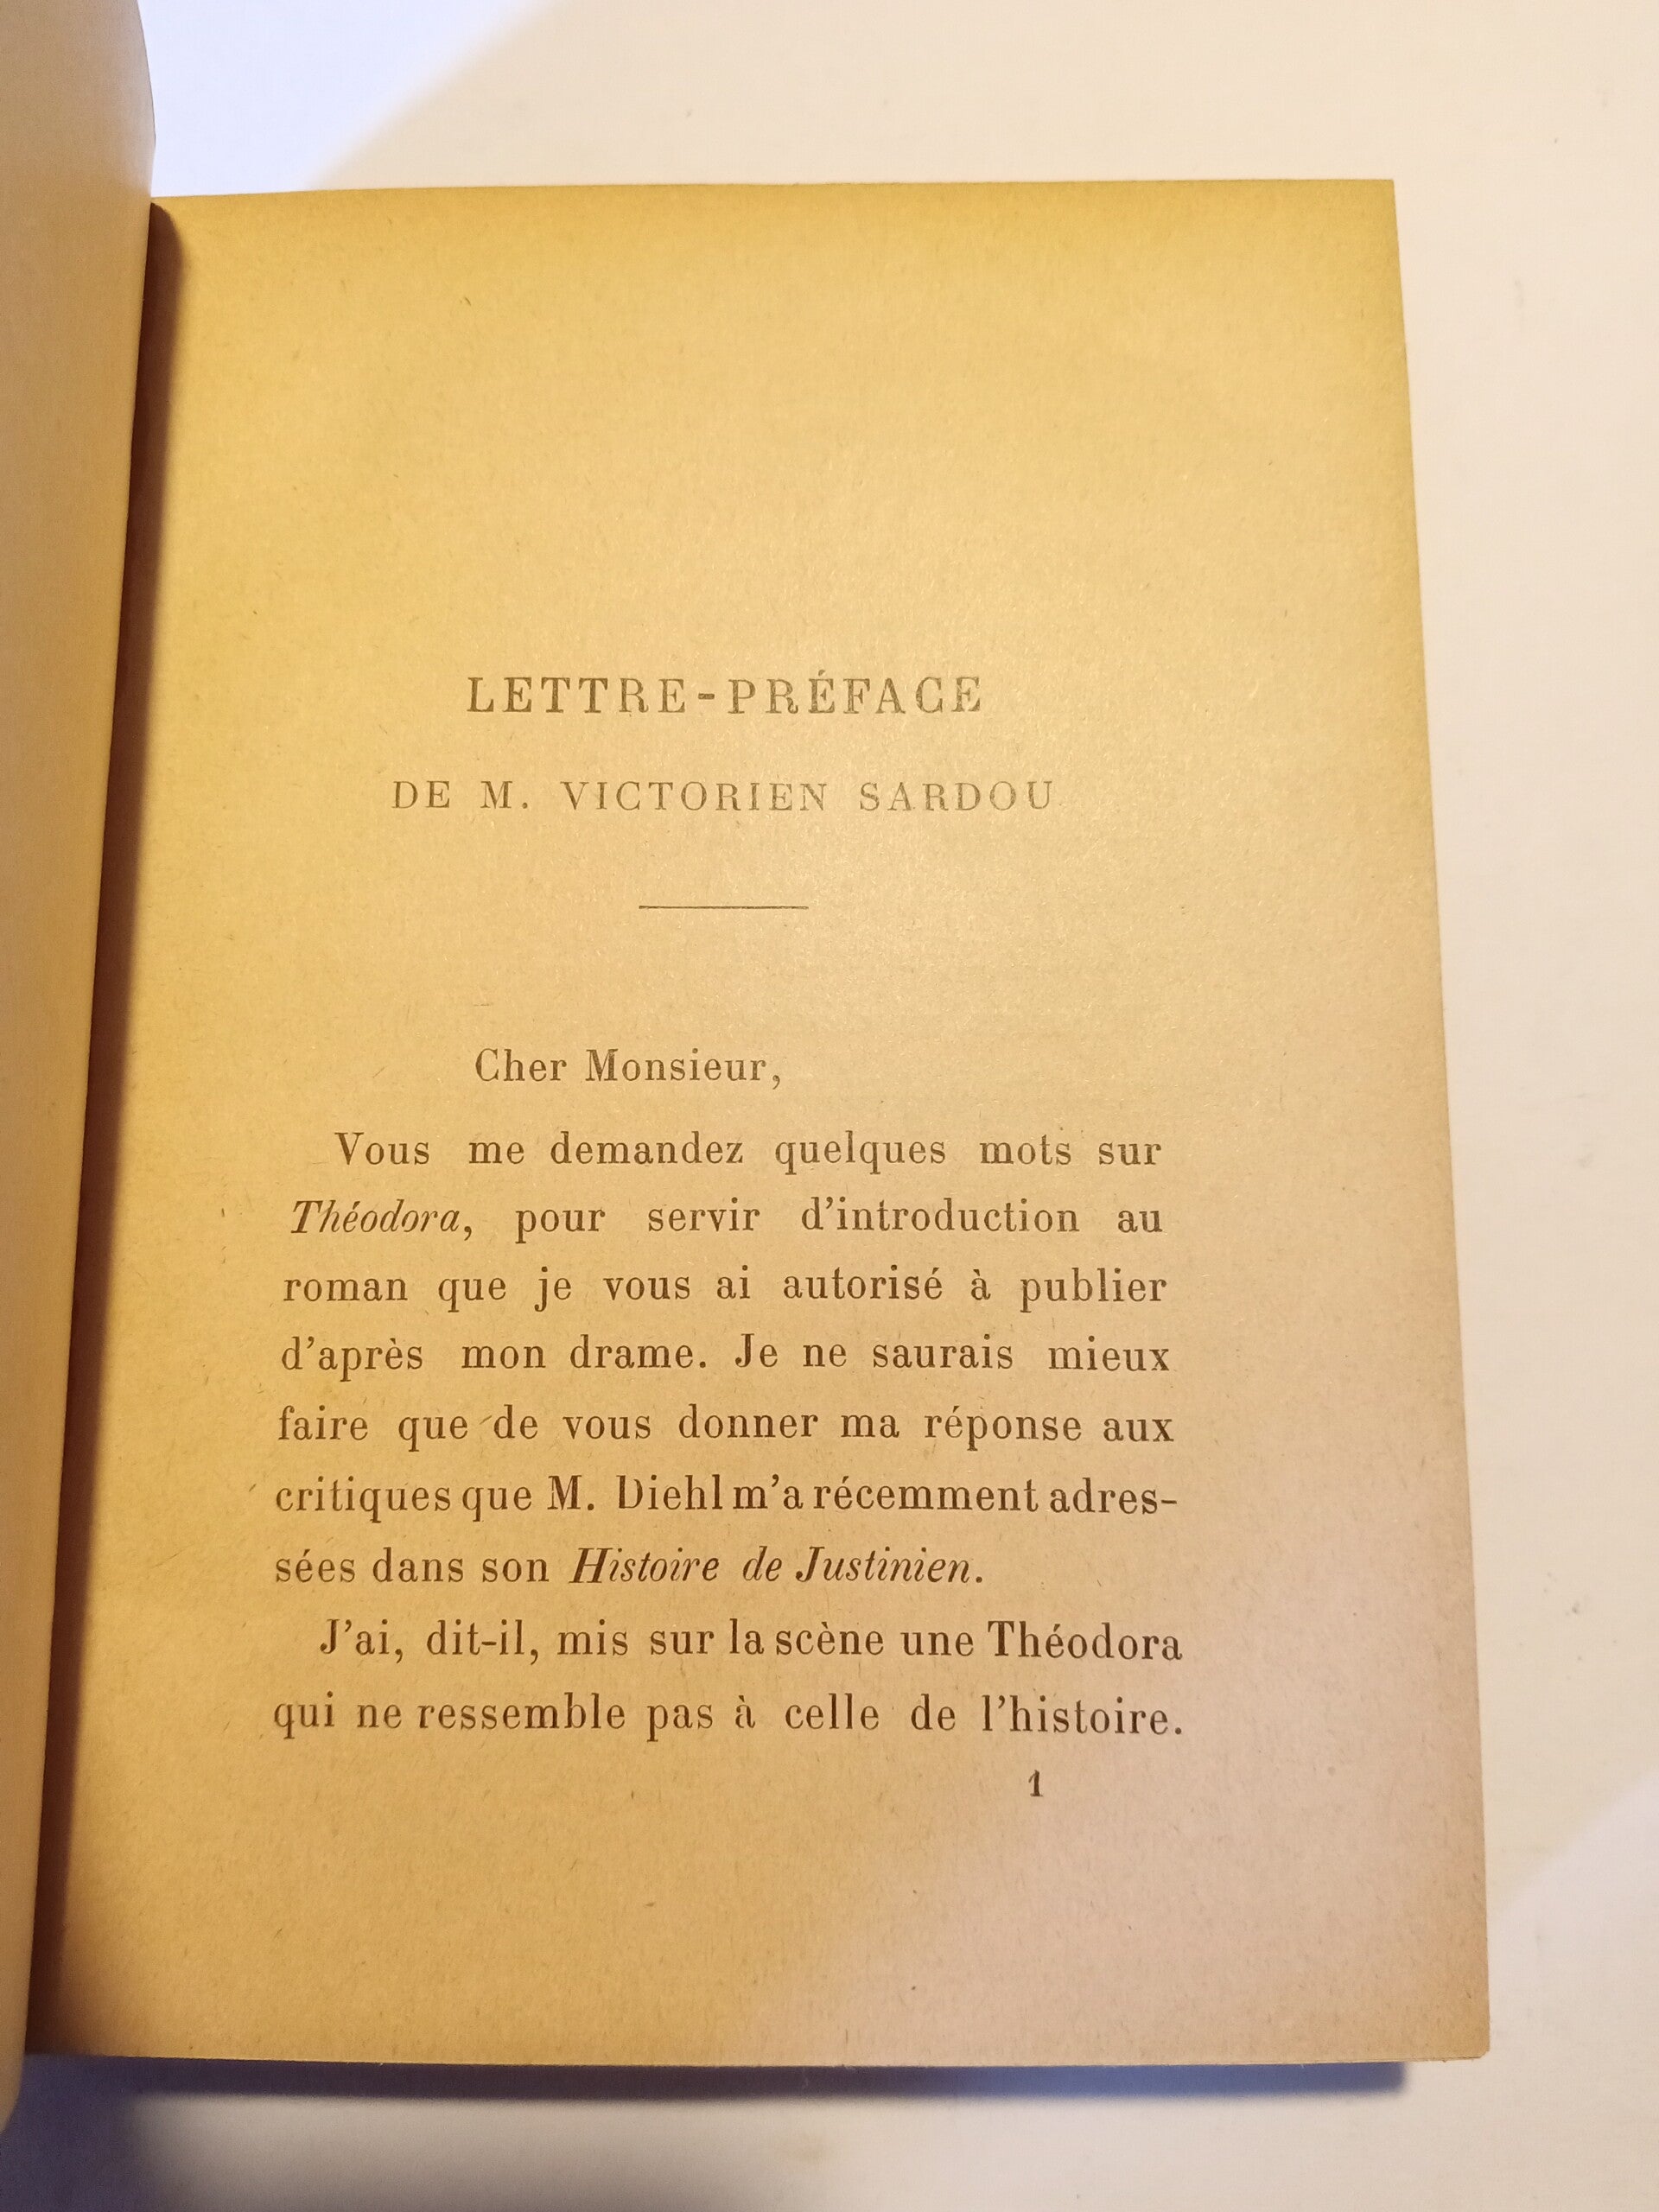 LETTRE-PRÉFACE
DE M. VICTORIEN SARDOU
Cher Monsieur,
Vous me demandez quelques mots sur
Théodora, pour servir d'introduction au
roman que je vous ai autorisé à publier
d'après mon drame. Je ne saurais mieux
faire que de vous donner ma réponse aux
critiques que M. Diehl m'a récemment adres-
sées dans son Histoire de Justinien.
J'ai, dit-il, mis sur la scène une Théodora
qui ne ressemble pas à celle de l'histoire.
1